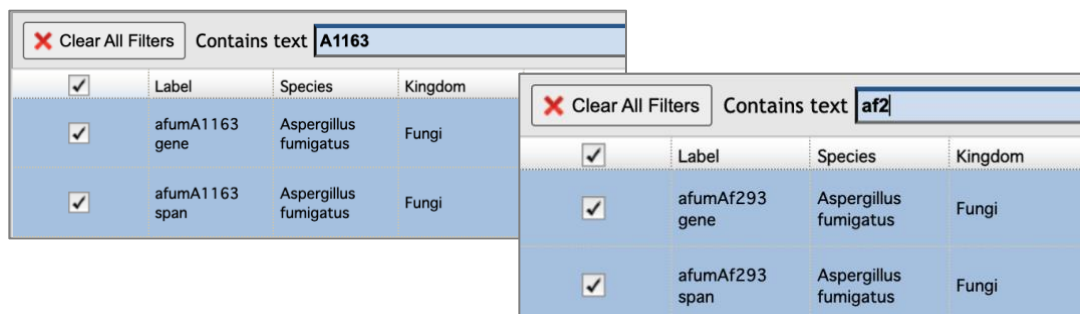 Clear All Filters Contains text A1163
Label Species Kingdom
afumA1163 gene Aspergillus fumigatus Fungi
afumA1163 span Aspergillus fumigatus Fungi
Clear All Filters Contains text af2
Label Species Kingdom
afumAf293 gene Aspergillus fumigatus Fungi
afumAf293 span Aspergillus fumigatus Fungi